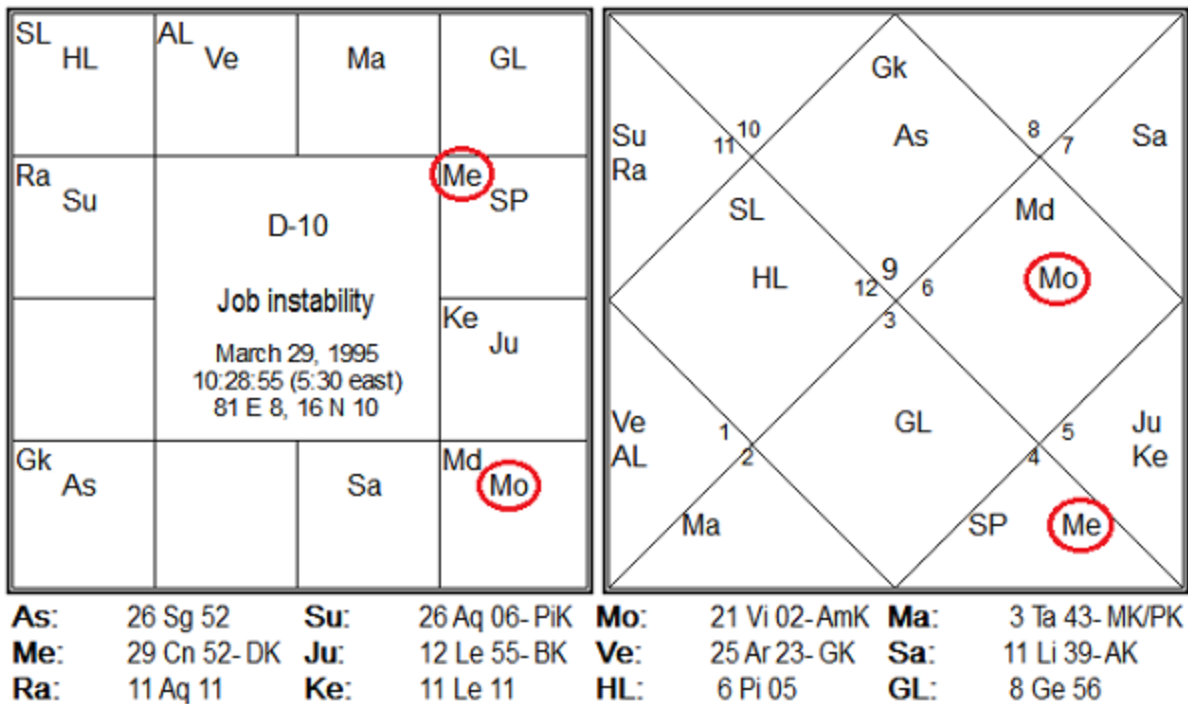 SL
HL
AL
Ve
Ma
GL
Ra
Su
Me
SP
D-10
Job instability
March 29, 1995
10:28:55 (5:30 east)
81 E 8, 16 N 10
Ke
Ju
Gk
As
Sa
Md
Mo
Gk
As
Su
Ra
11
10
8
7
Sa
SL
HL
Md
Mo
9
12
6
3
Ve
AL
1
2
GL
5
4
Ju
Ke
Ma
SP
Me
As: 26 Sg 52 Su: 26 Aq 06-PiK Mo: 21 Vi 02-AmK Ma: 3 Ta 43-MK/PK
Me: 29 Cn 52-DK Ju: 12 Le 55-BK Ve: 25 Ar 23-GK Sa: 11 Li 39-AK
Ra: 11 Aq 11 Ke: 11 Le 11 HL: 6 Pi 05 GL: 8 Ge 56